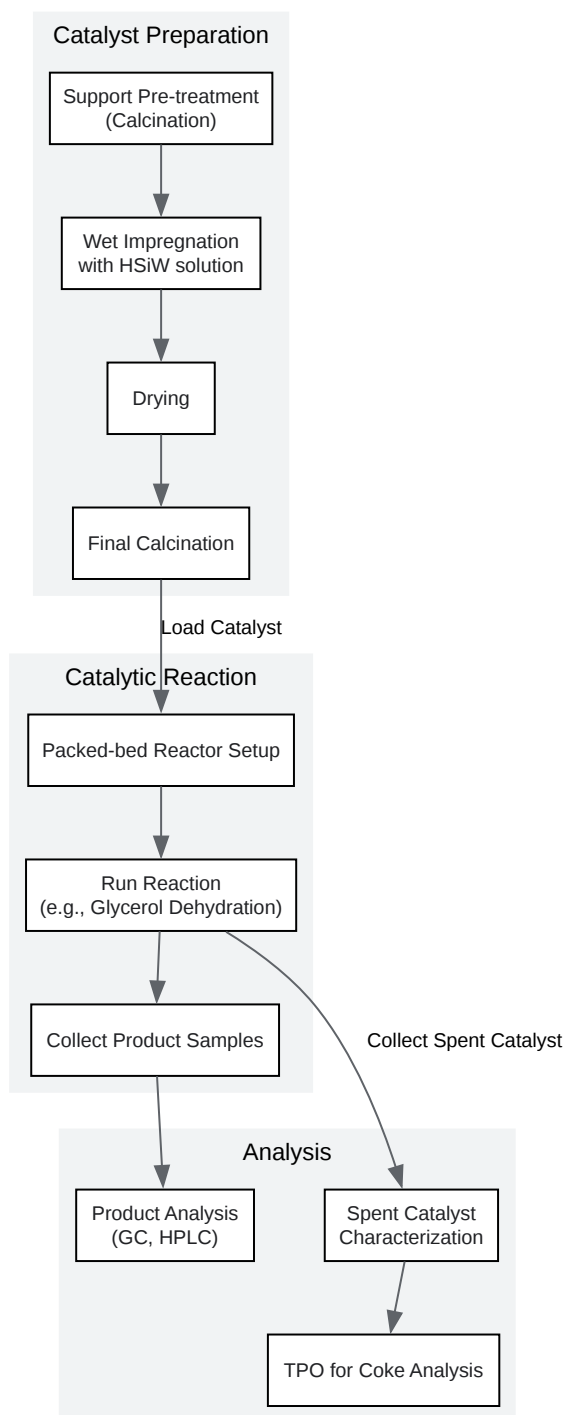 Catalyst Preparation
Support Pre-treatment
(Calcination)
Wet Impregnation
with HSiW solution
Drying
Final Calcination
Load Catalyst
Catalytic Reaction
Packed-bed Reactor Setup
Run Reaction
(e.g., Glycerol Dehydration)
Collect Product Samples
Collect Spent Catalyst
Analysis
Product Analysis
(GC, HPLC)
Spent Catalyst
Characterization
TPO for Coke Analysis